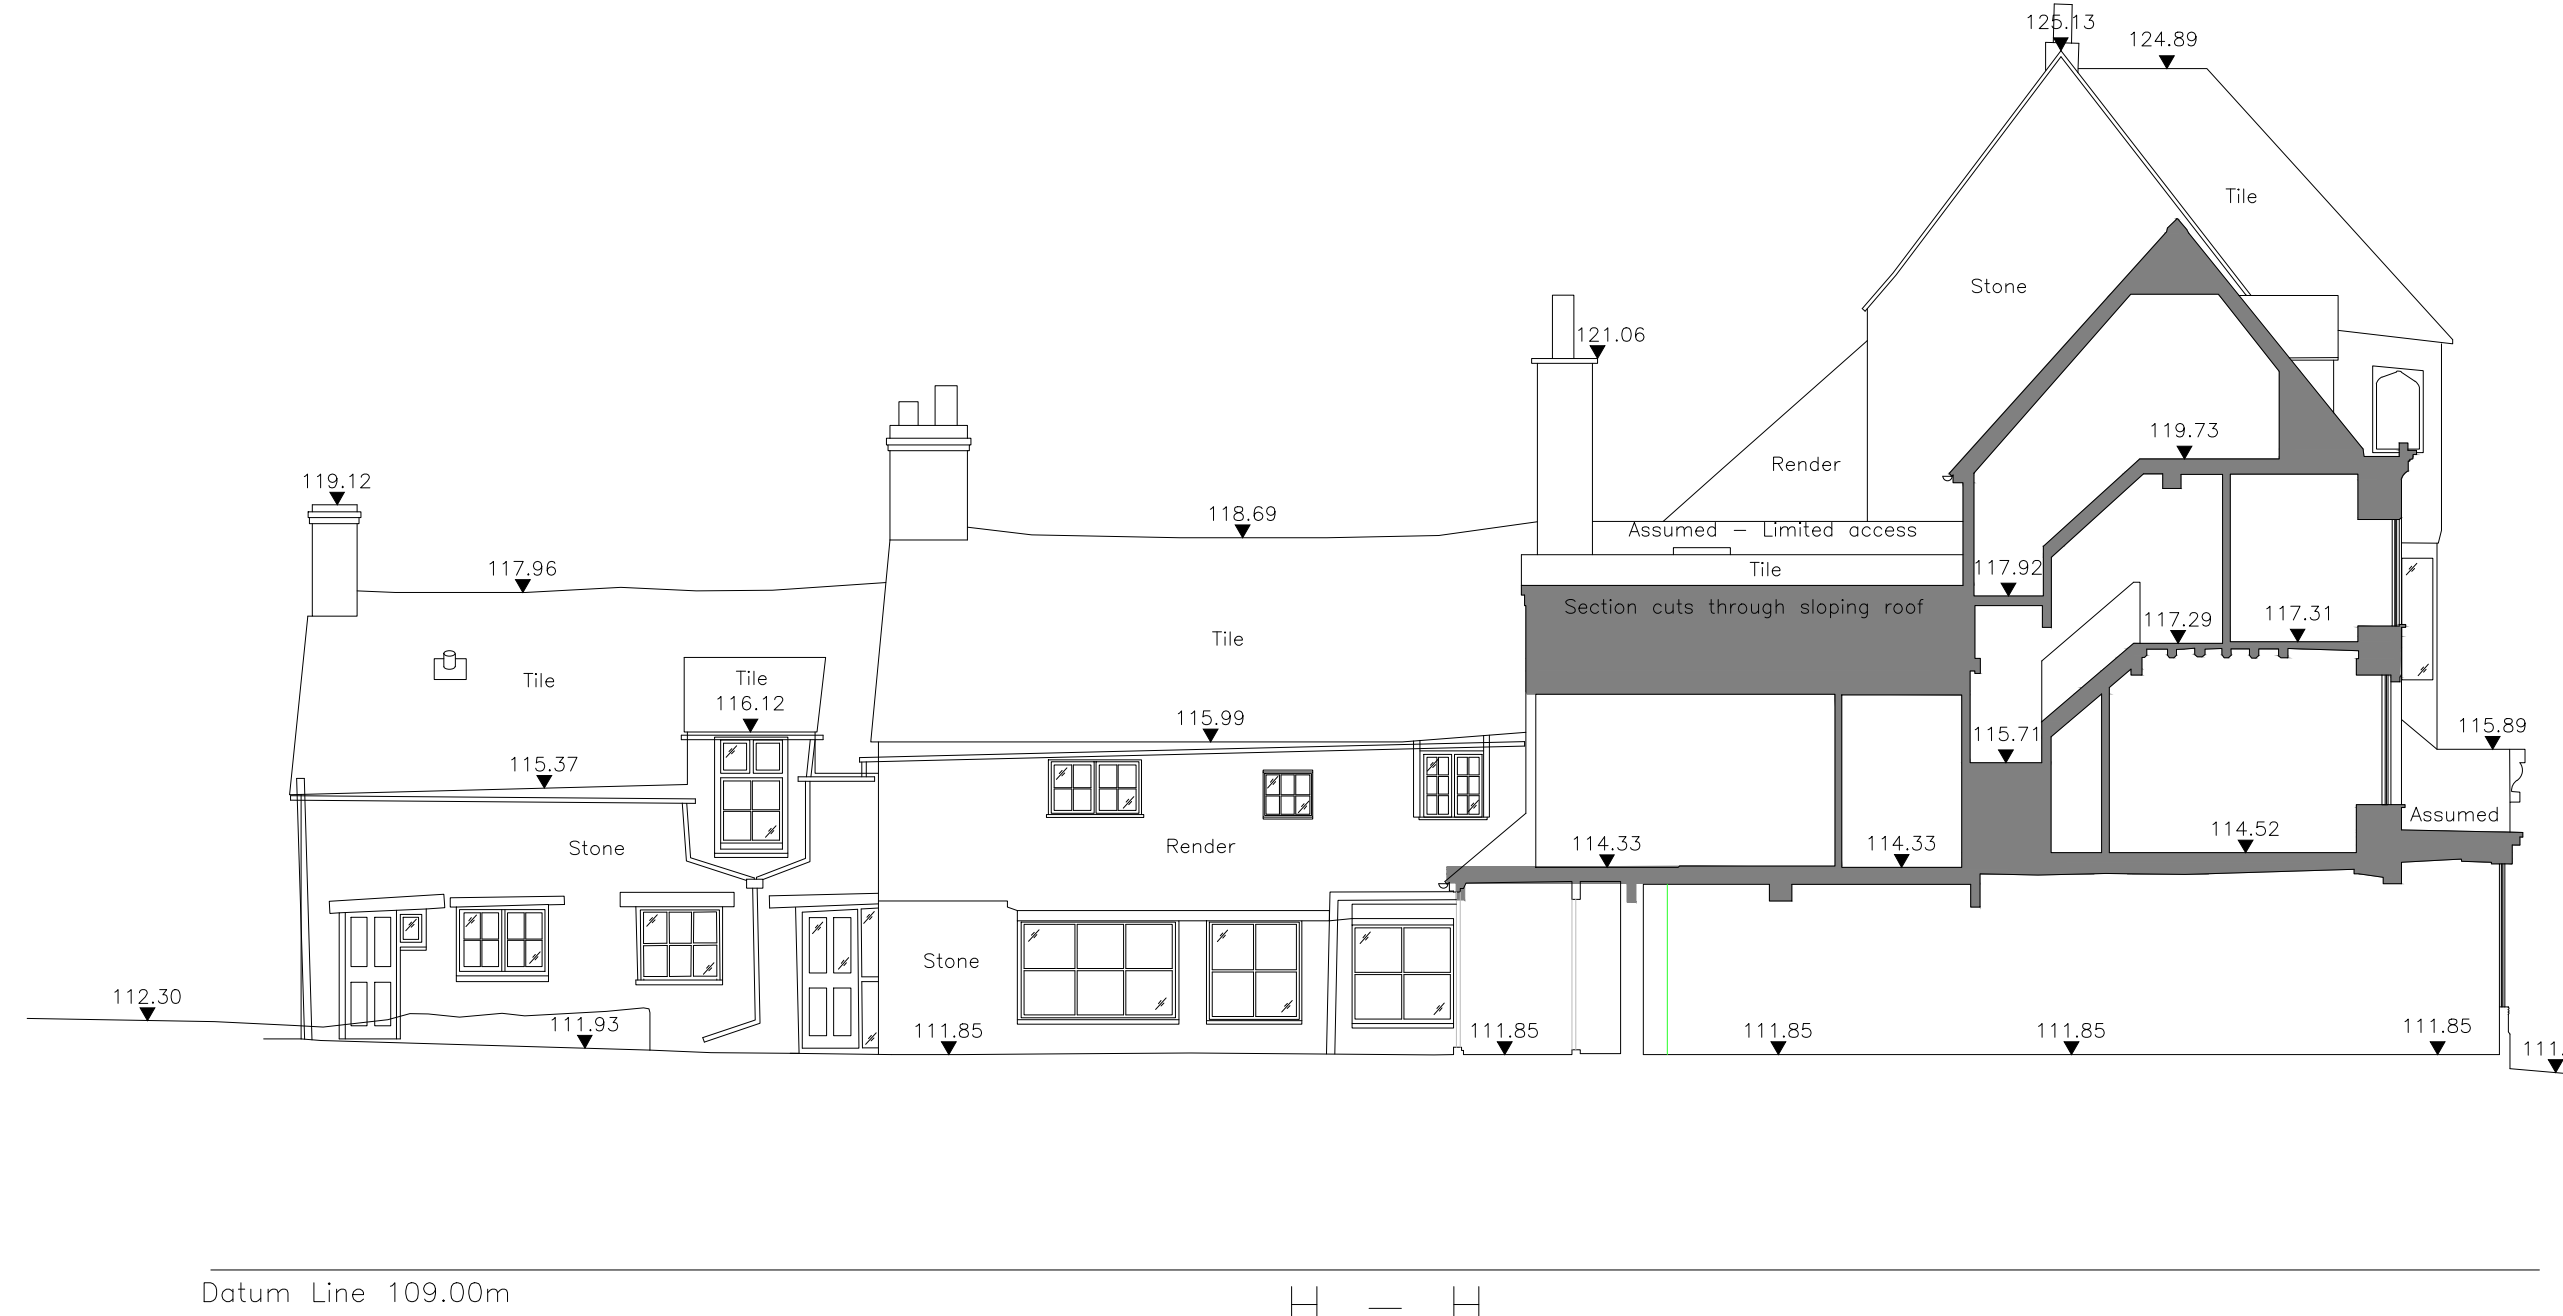 125.13
124.89
Tile
Stone
121.06
119.73
Render
119.12
118.69
Assumed - Limited access
117.96
117.92
Tile
Section cuts through sloping roof
117.29
117.31
Tile
Tile
Tile
116.12
115.99
115.71
115.89
115.37
Assumed
Stone
Render
114.33
114.33
114.52
Stone
112.30
111.93
111.85
111.85
111.85
111.85
111.85
111.
Datum Line 109.00m
H - H